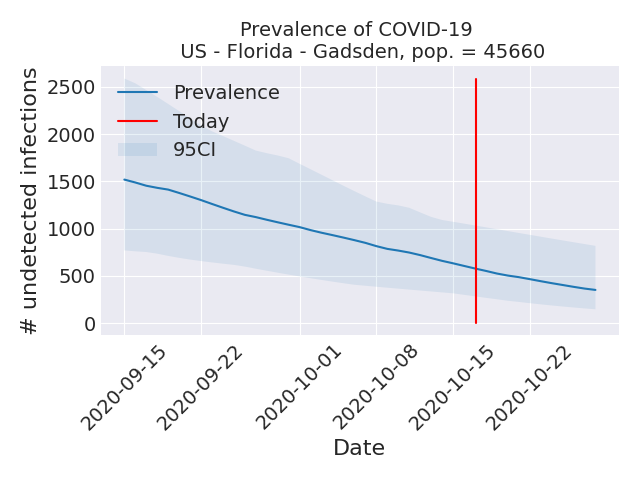 Prevalence of COVID-19
US - Florida - Gadsden, pop. = 45660
# undetected infections
2500
2000
1500
1000
500
0
Prevalence
Today
95CI
2020-09-15
2020-09-22
2020-10-01
2020-10-08
2020-10-15
2020-10-22
Date